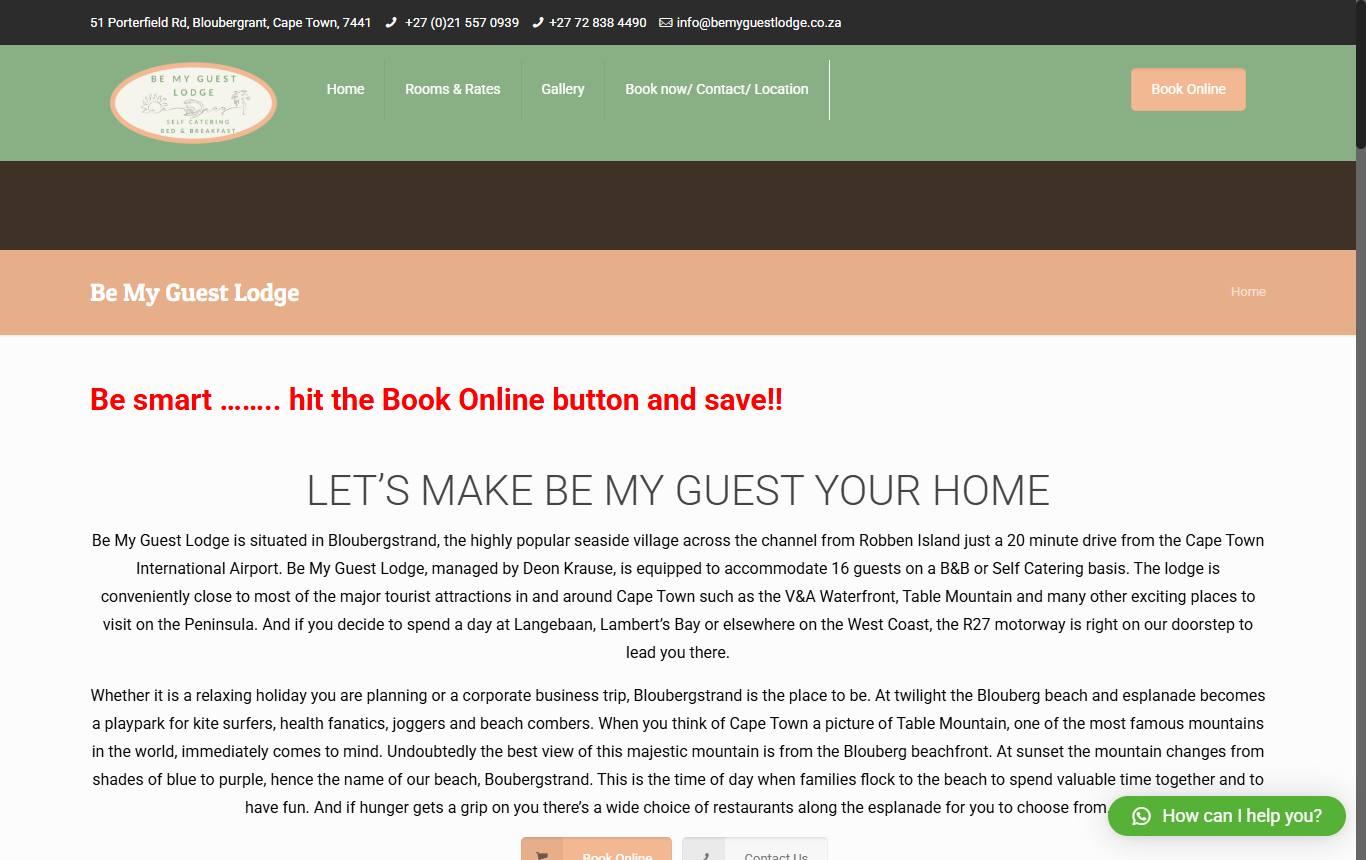 51 Porterfield Rd, Bloubergrant, Cape Town, 7441 +27 (0)21 557 0939 +27 72 838 4490 info@bemyguestlodge.co.za
BE MY GUEST
LODGE
SELF CATERING
BED & BREAKFAST
Home Rooms & Rates Gallery Book now/ Contact/ Location Book Online
Be My Guest Lodge Home
Be smart …….. hit the Book Online button and save!!
LET’S MAKE BE MY GUEST YOUR HOME
Be My Guest Lodge is situated in Bloubergstrand, the highly popular seaside village across the channel from Robben Island just a 20 minute drive from the Cape Town
International Airport. Be My Guest Lodge, managed by Deon Krause, is equipped to accommodate 16 guests on a B&B or Self Catering basis. The lodge is
conveniently close to most of the major tourist attractions in and around Cape Town such as the V&A Waterfront, Table Mountain and many other exciting places to
visit on the Peninsula. And if you decide to spend a day at Langebaan, Lambert’s Bay or elsewhere on the West Coast, the R27 motorway is right on our doorstep to
lead you there.
Whether it is a relaxing holiday you are planning or a corporate business trip, Bloubergstrand is the place to be. At twilight the Blouberg beach and esplanade becomes
a playpark for kite surfers, health fanatics, joggers and beach combers. When you think of Cape Town a picture of Table Mountain, one of the most famous mountains
in the world, immediately comes to mind. Undoubtedly the best view of this majestic mountain is from the Blouberg beachfront. At sunset the mountain changes from
shades of blue to purple, hence the name of our beach, Boubergstrand. This is the time of day when families flock to the beach to spend valuable time together and to
have fun. And if hunger gets a grip on you there’s a wide choice of restaurants along the esplanade for you to choose from.
How can I help you?
Book Online Contact Us